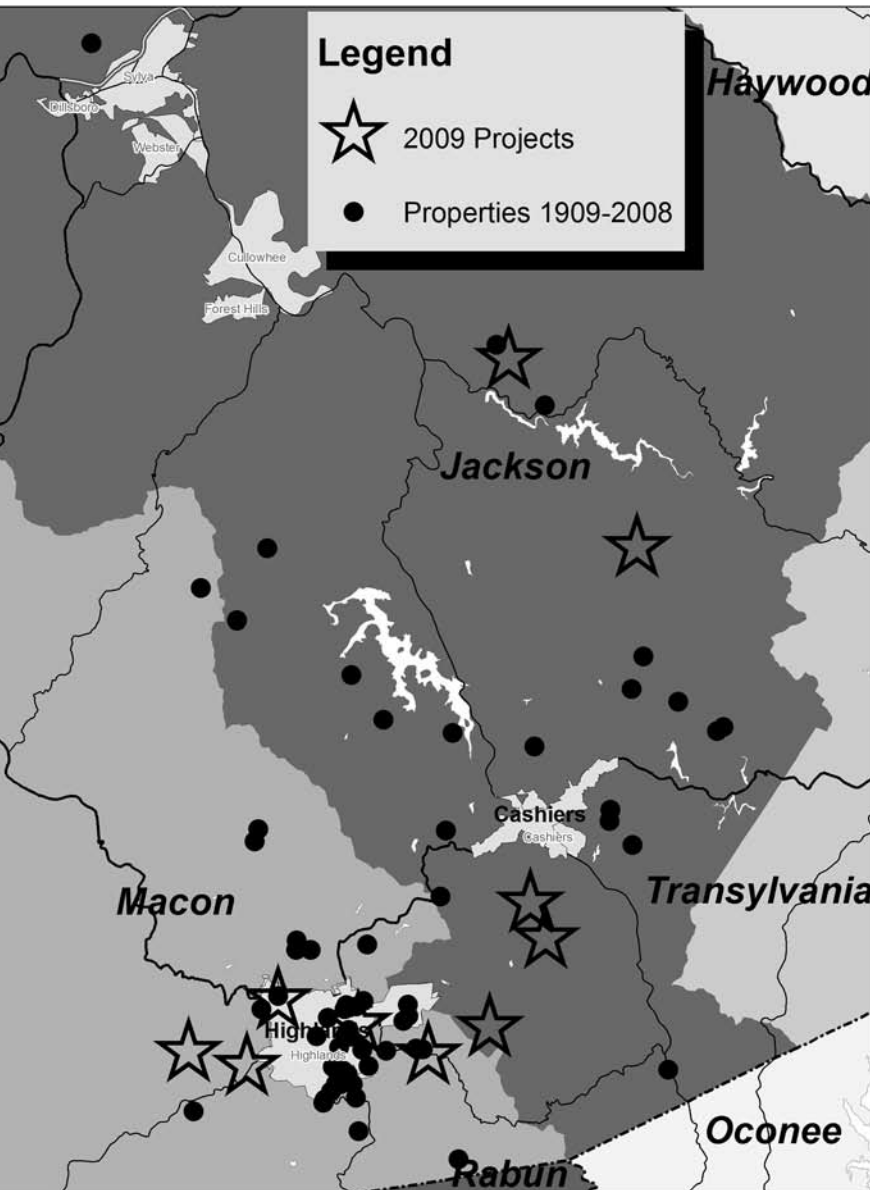 Legend
Haywood
Sylva
2009 Projects
Dillsboro
Webster
Properties 1909-2008
Cullowhee
Forest Hills
Jackson
Cashiers
Cashiers
Transylvania
Macon
Highlands
Highlands
Oconee
Rabun